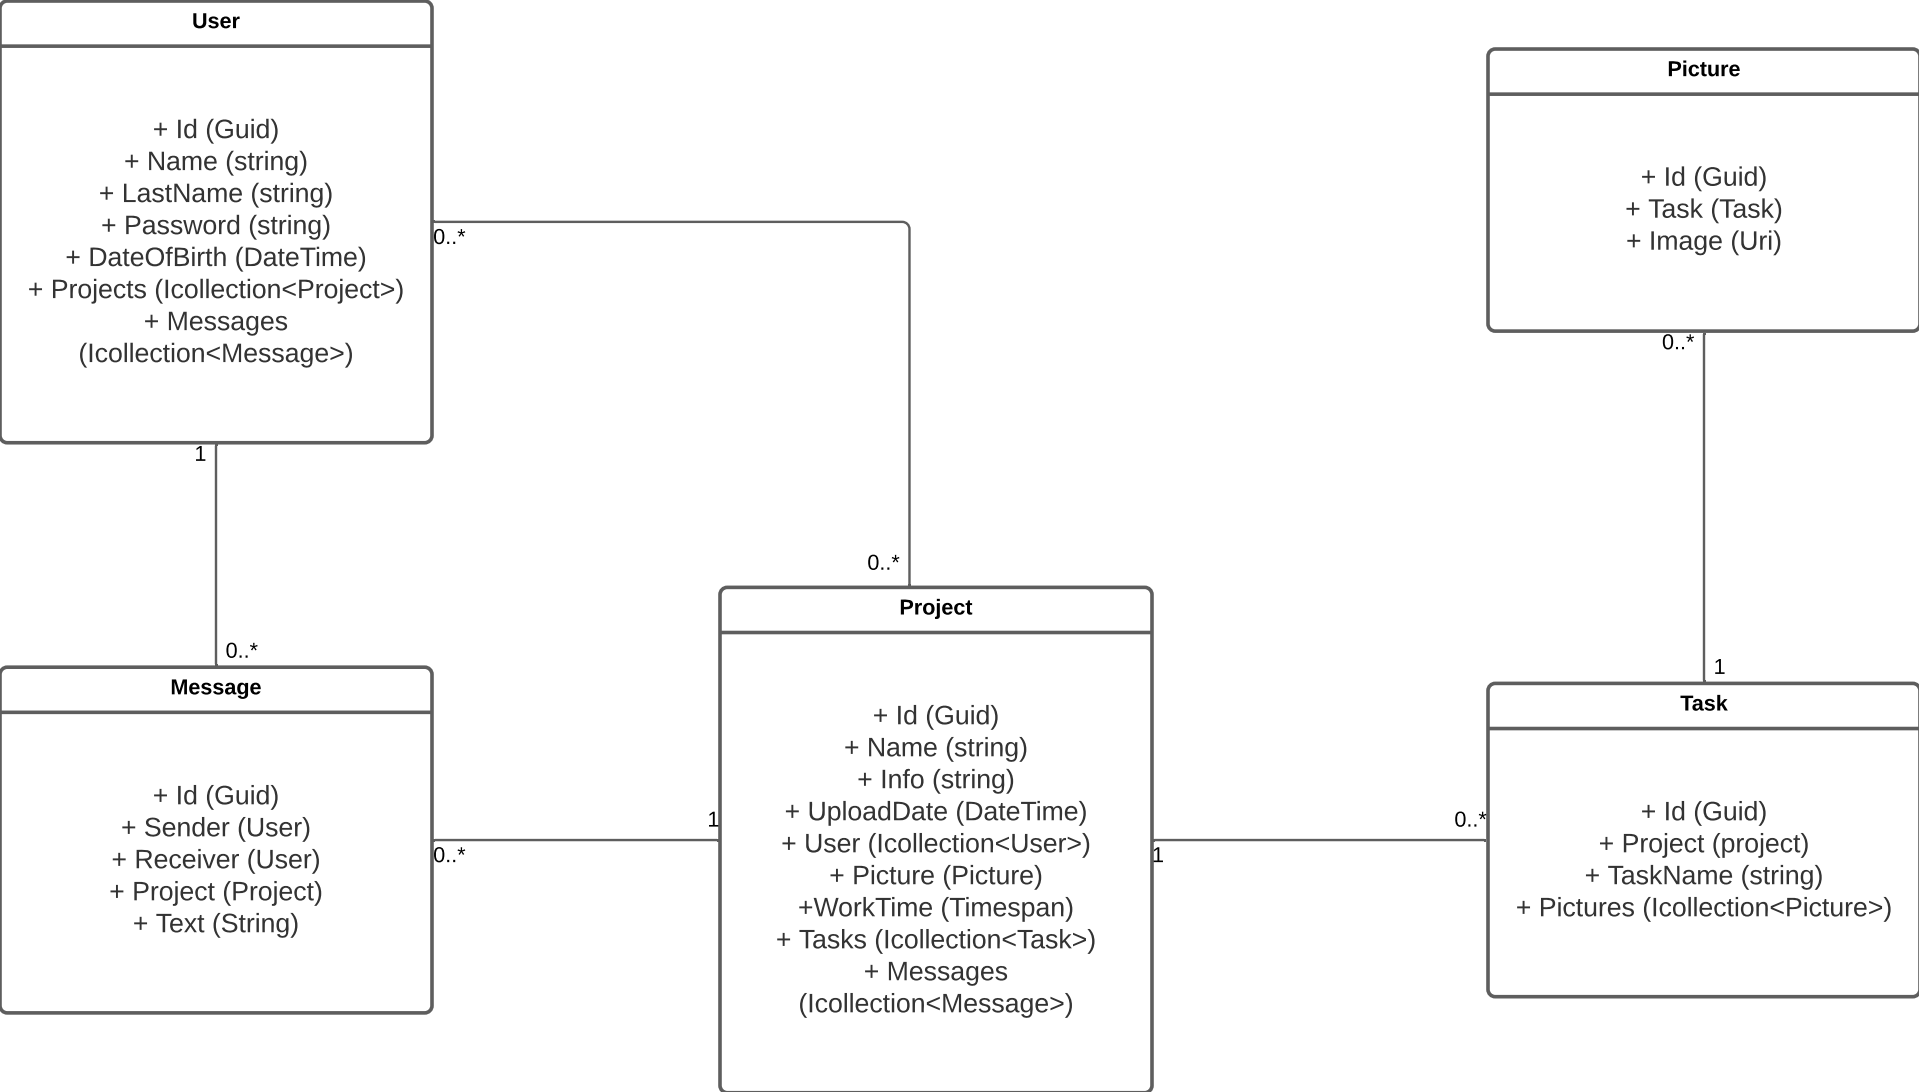 User
+ Id (Guid)
+ Name (string)
+ LastName (string)
+ Password (string)
+ DateOfBirth (DateTime)
+ Projects (Icollection<Project>)
+ Messages
(Icollection<Message>)
0..*
0..*
1
0..*
Picture
+ Id (Guid)
+ Task (Task)
+ Image (Uri)
0..*
1
Message
+ Id (Guid)
+ Sender (User)
+ Receiver (User)
+ Project (Project)
+ Text (String)
0..*
1
Project
+ Id (Guid)
+ Name (string)
+ Info (string)
+ UploadDate (DateTime)
+ User (Icollection<User>)
+ Picture (Picture)
+WorkTime (Timespan)
+ Tasks (Icollection<Task>)
+ Messages
(Icollection<Message>)
1
0..*
Task
+ Id (Guid)
+ Project (project)
+ TaskName (string)
+ Pictures (Icollection<Picture>)